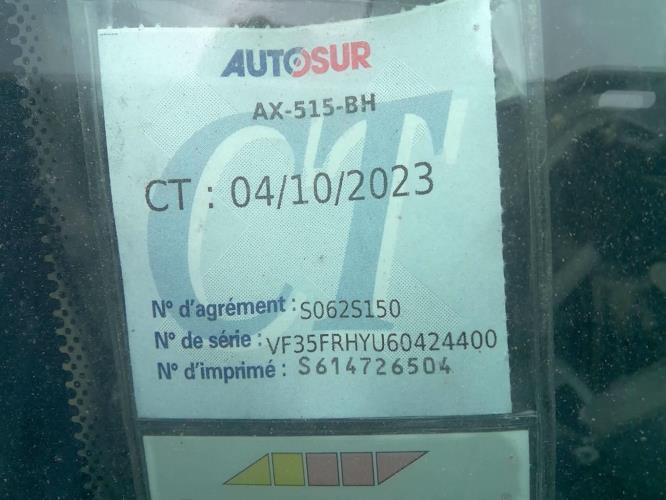 AUTOSUR
AX-515-BH
CT
CT : 04/10/2023
N° d'agrément : S062S150
N° de série : VF35FRHYU60424400
N° d'imprimé : S614726504